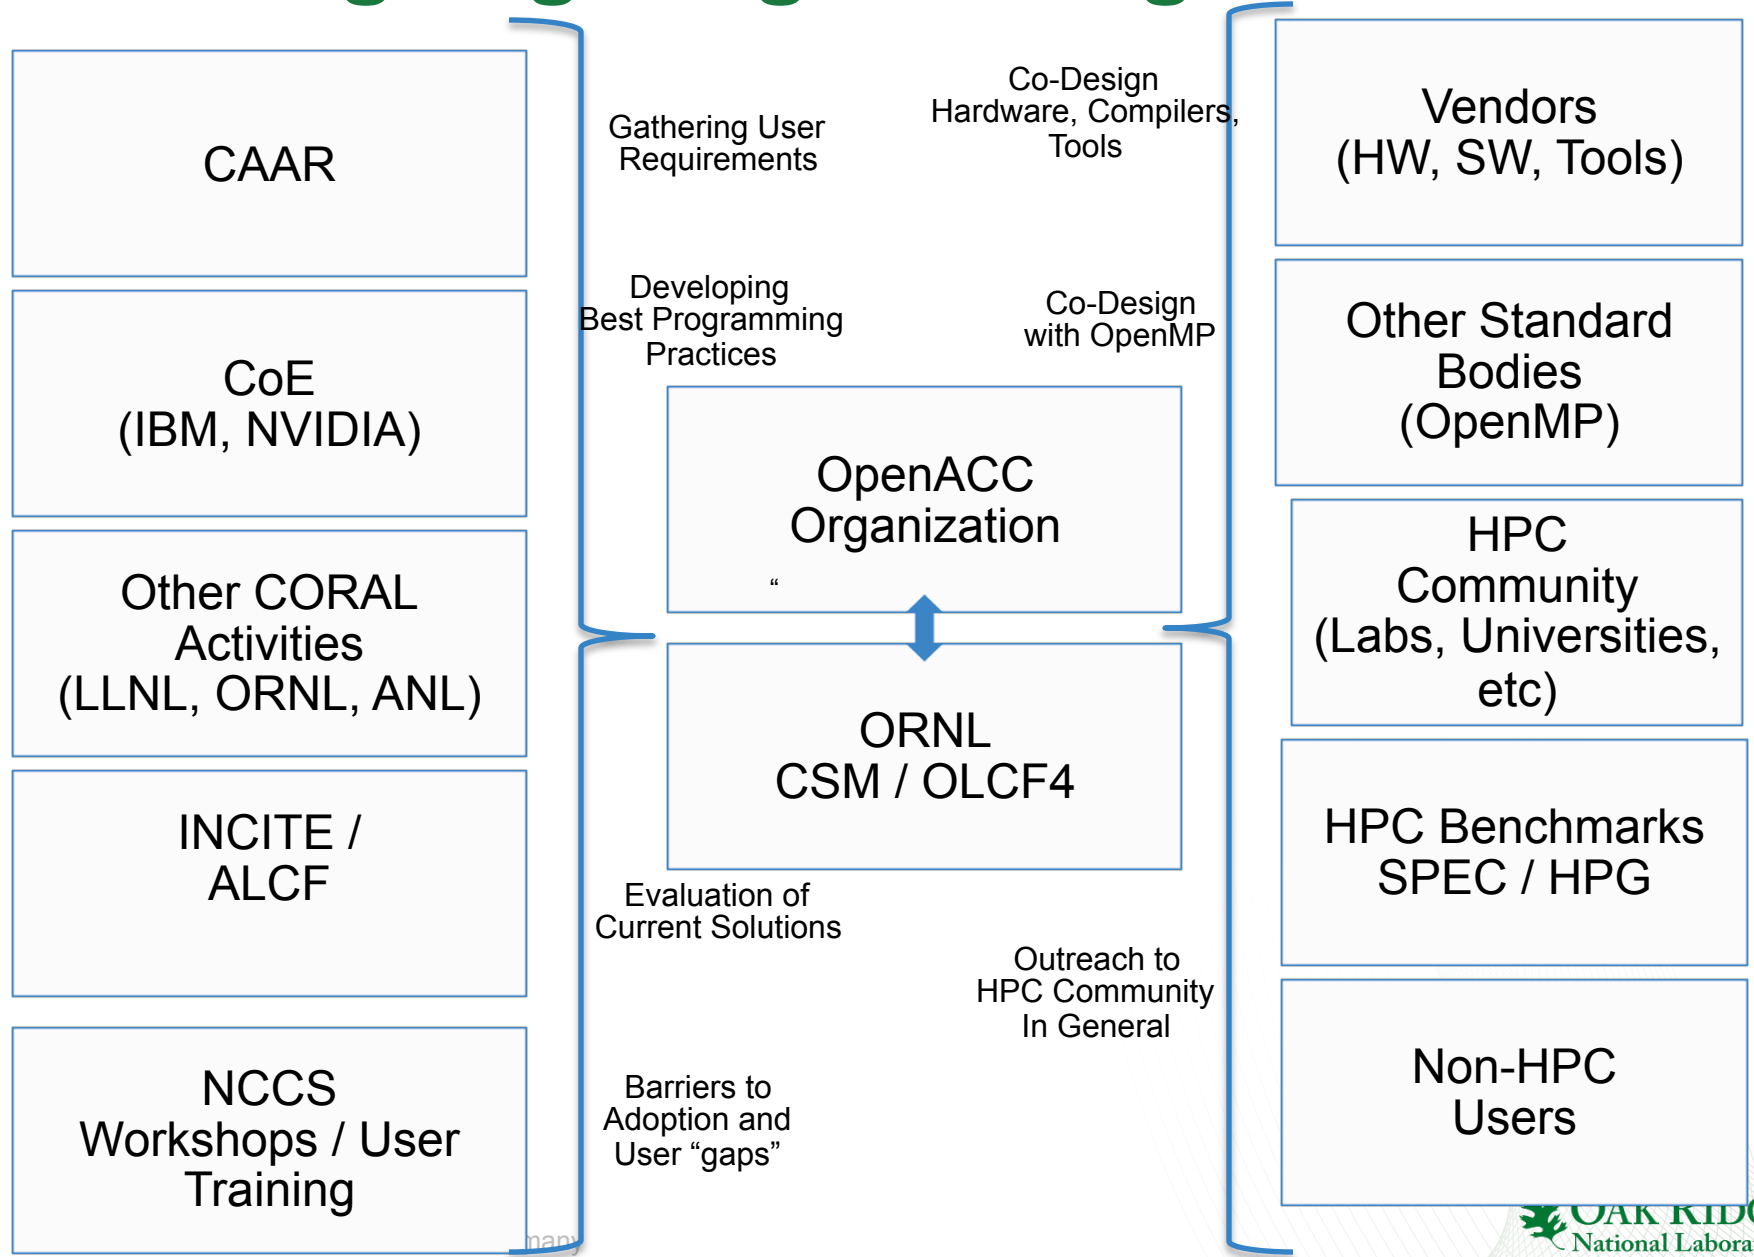 CAAR
CoE
(IBM, NVIDIA)
Other CORAL
Activities
(LLNL, ORNL, ANL)
INCITE /
ALCF
NCCS
Workshops / User
Training
Gathering User
Requirements
Developing
Best Programming
Practices
Co-Design
Hardware, Compilers,
Tools
Co-Design
with OpenMP
OpenACC
Organization
“
ORNL
CSM / OLCF4
Evaluation of
Current Solutions
Barriers to
Adoption and
User “gaps”
Outreach to
HPC Community
In General
Vendors
(HW, SW, Tools)
Other Standard
Bodies
(OpenMP)
HPC
Community
(Labs, Universities,
etc)
HPC Benchmarks
SPEC / HPG
Non-HPC
Users
OAK
National